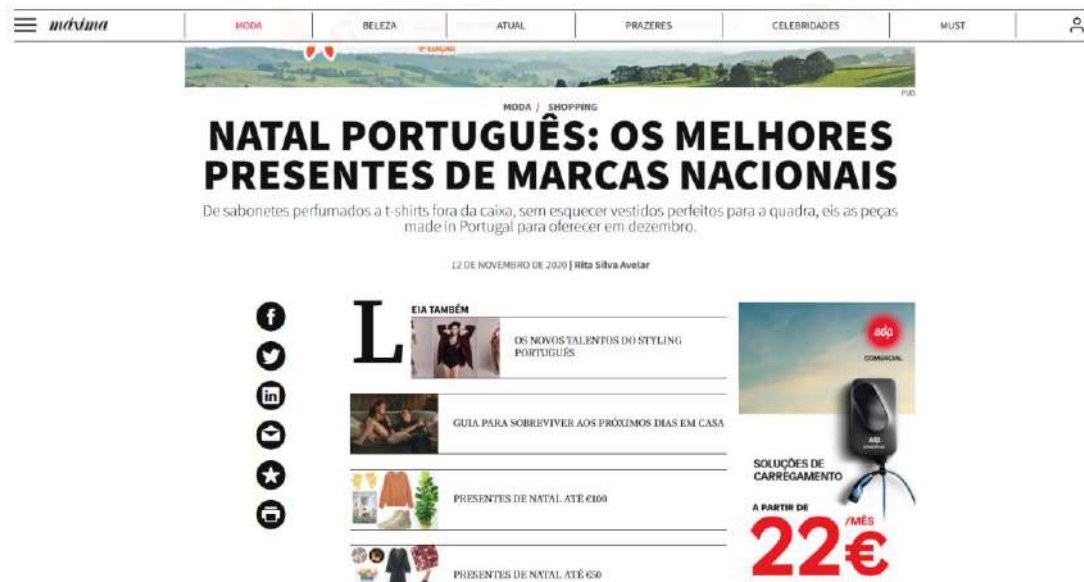 máxima
MODA
BELEZA
ATUAL
PRAZERES
CELEBRIDADES
MUST
EDIÇÃO
PUB
MODA / SHOPPING
NATAL PORTUGUÊS: OS MELHORES
PRESENTES DE MARCAS NACIONAIS
De sabonetes perfumados a t-shirts fora da caixa, sem esquecer vestidos perfeitos para a quadra, eis as peças
made in Portugal para oferecer em dezembro.
12 DE NOVEMBRO DE 2020 | Rita Silva Avelar
LEIA TAMBÉM
OS NOVOS TALENTOS DO STYLING
PORTUGUÊS
GUIA PARA SOBREVIVER AOS PRÓXIMOS DIAS EM CASA
PRESENTES DE NATAL ATÉ €100
PRESENTES DE NATAL ATÉ €50
edp
COMERCIAL
edp
SOLUÇÕES DE
CARREGAMENTO
A PARTIR DE
22€/MÊS